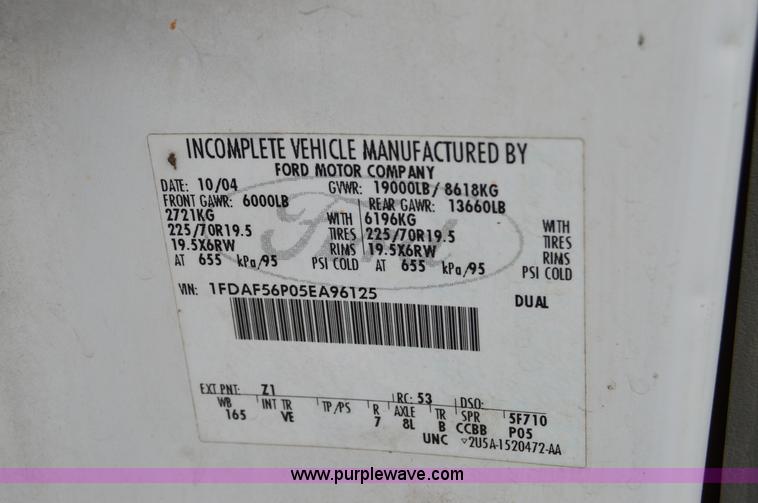 INCOMPLETE VEHICLE MANUFACTURED BY
FORD MOTOR COMPANY
DATE: 10/04 GVWR: 19000LB/ 8618KG
FRONT GAWR: 6000LB REAR GAWR: 13660LB
2721KG WITH 6196KG WITH
225/70R19.5 TIRES 225/70R19.5 TIRES
19.5X6RW RIMS 19.5X6RW RIMS
AT 655 kPa/95 PSI COLD AT 655 kPa/95 PSI COLD
VIN: 1FDAF56P05EA96125 DUAL
EXT PNT: Z1 RC: 53 DSO:
WB INT TR TP/PS R AXLE TR SPR 5F710
165 VE 7 8L B CCBB P05
UNC ▽2U5A-1520472-AA
www.purplewave.com